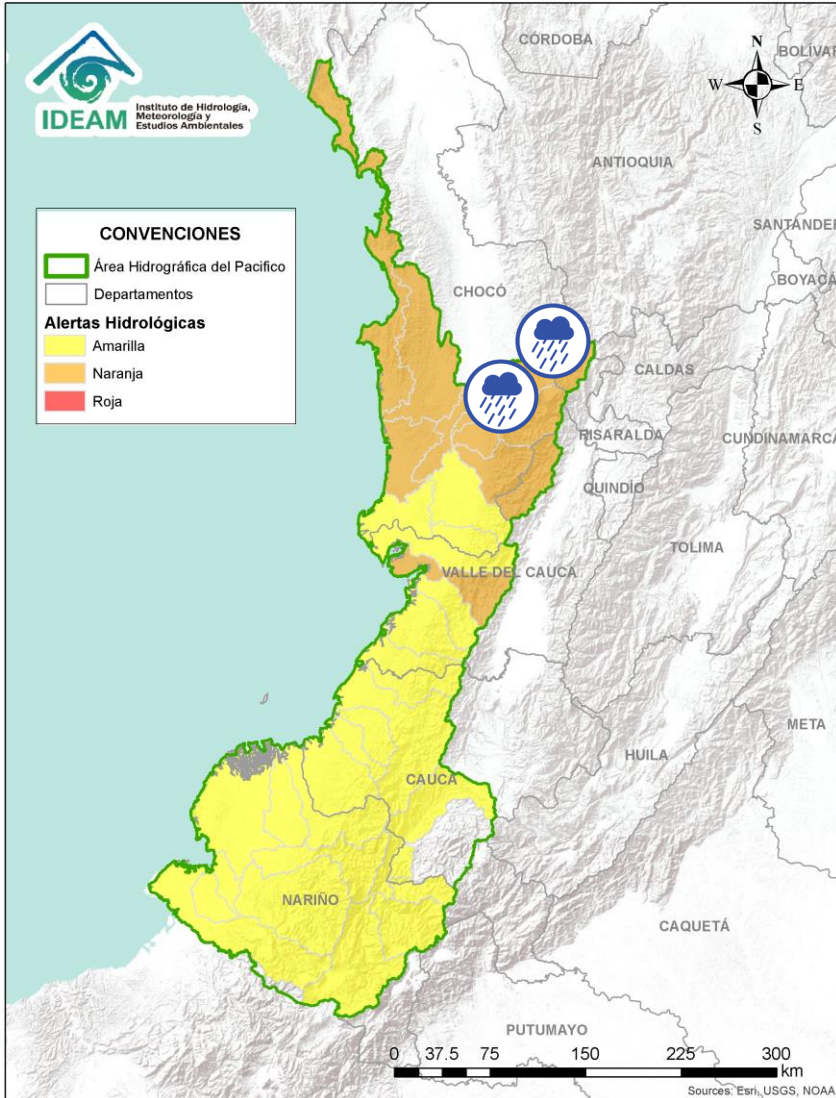 IDEAM
Instituto de Hidrología,
Meteorología y
Estudios Ambientales
CÓRDOBA
BOLÍVAR
N
W
E
S
ANTIOQUIA
SANTANDER
BOYACÁ
CONVENCIONES
Área Hidrográfica del Pacifico
Departamentos
Alertas Hidrológicas
Amarilla
Naranja
Roja
CHOCÓ
CALDAS
RISARALDA
CUNDINAMARCA
QUINDÍO
TOLIMA
VALLE DEL CAUCA
META
HUILA
CAUCA
NARIÑO
CAQUETÁ
PUTUMAYO
0 37.5 75 150 225 300
km
Sources: Esri, USGS, NOAA